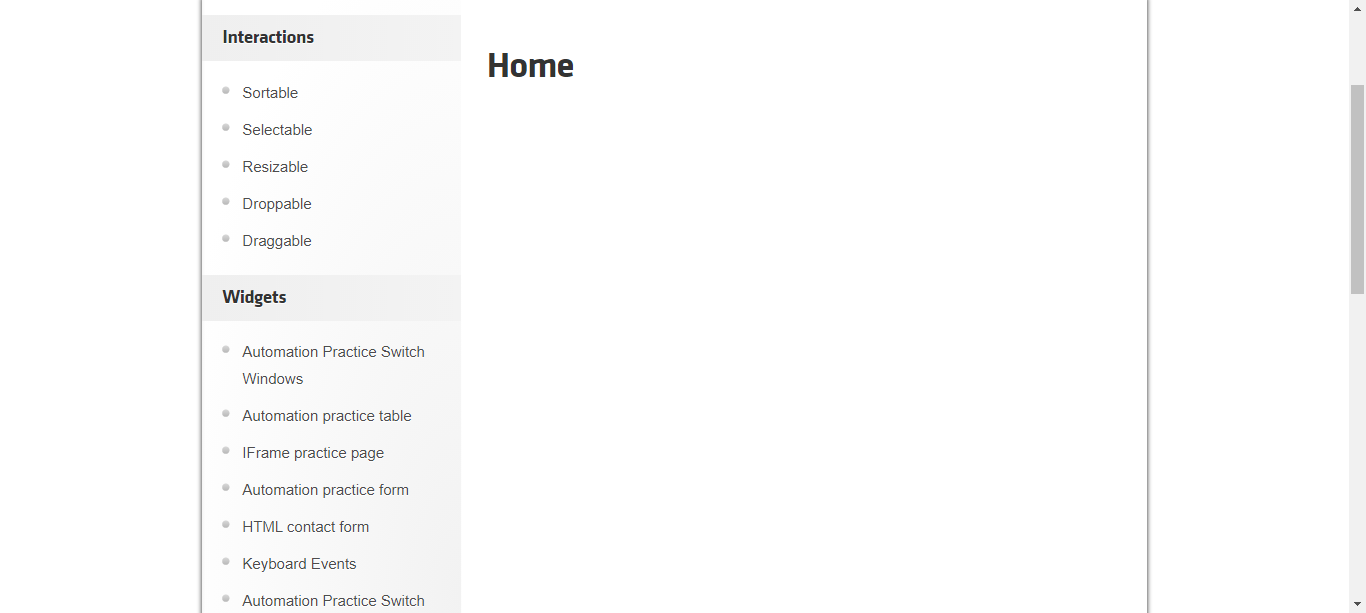 Interactions
Sortable
Selectable
Resizable
Droppable
Draggable
Widgets
Automation Practice Switch
Windows
Automation practice table
IFrame practice page
Automation practice form
HTML contact form
Keyboard Events
Automation Practice Switch
Home